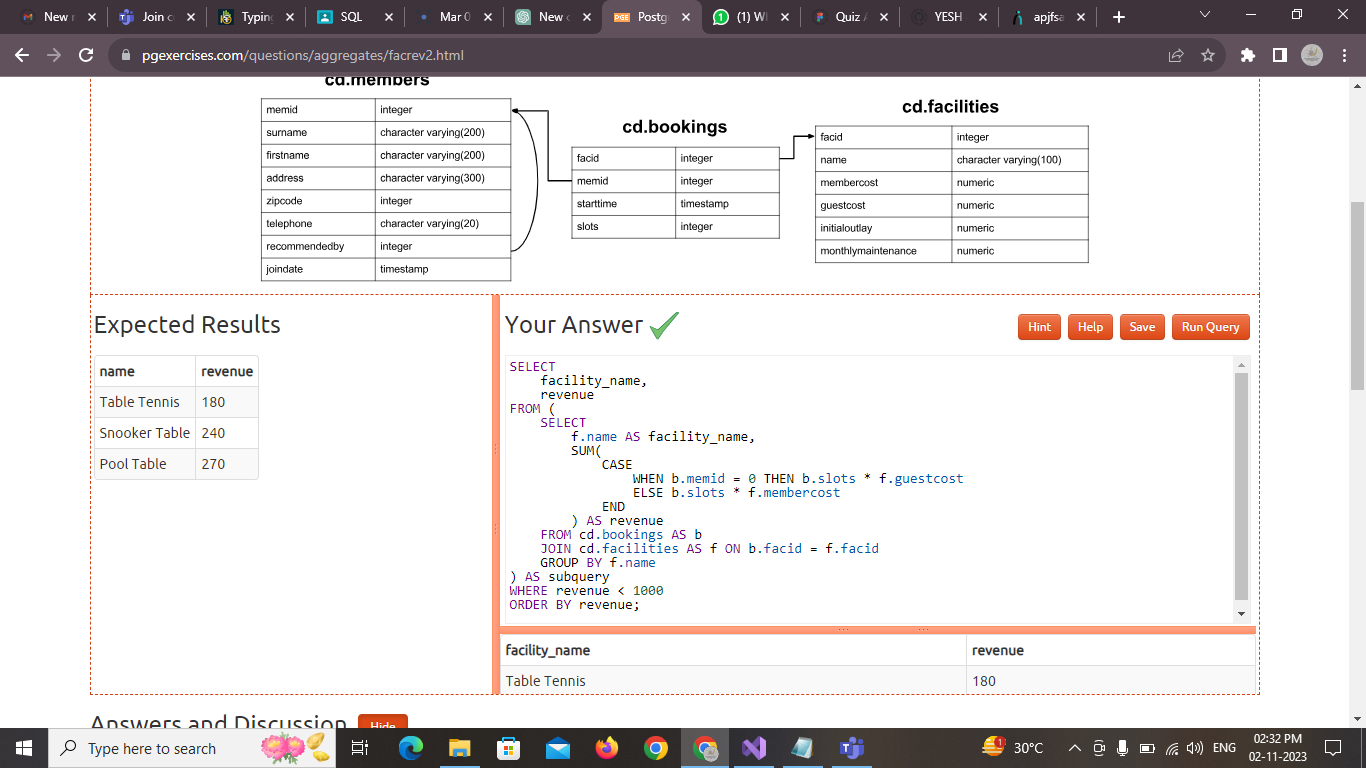 New r
Join c
Typin
SQL
Mar 0
New c
PGE Postg
1 (1) W
Quiz
YESH
apjfsa
pgexercises.com/questions/aggregates/facrev2.html
cd.members
memid integer
surname character varying(200)
firstname character varying(200)
address character varying(300)
zipcode integer
telephone character varying(20)
recommendedby integer
joindate timestamp
cd.bookings
facid integer
memid integer
starttime timestamp
slots integer
cd.facilities
facid integer
name character varying(100)
membercost numeric
guestcost numeric
initialoutlay numeric
monthlymaintenance numeric
Expected Results
name revenue
Table Tennis 180
Snooker Table 240
Pool Table 270
Your Answer
Hint Help Save Run Query
SELECT
facility_name,
revenue
FROM (
SELECT
f.name AS facility_name,
SUM(
CASE
WHEN b.memid = 0 THEN b.slots * f.guestcost
ELSE b.slots * f.membercost
END
) AS revenue
FROM cd.bookings AS b
JOIN cd.facilities AS f ON b.facid = f.facid
GROUP BY f.name
) AS subquery
WHERE revenue < 1000
ORDER BY revenue;
facility_name revenue
Table Tennis 180
Answers and Discussion Hide
Type here to search
1 30°C
ENG
02:32 PM
02-11-2023